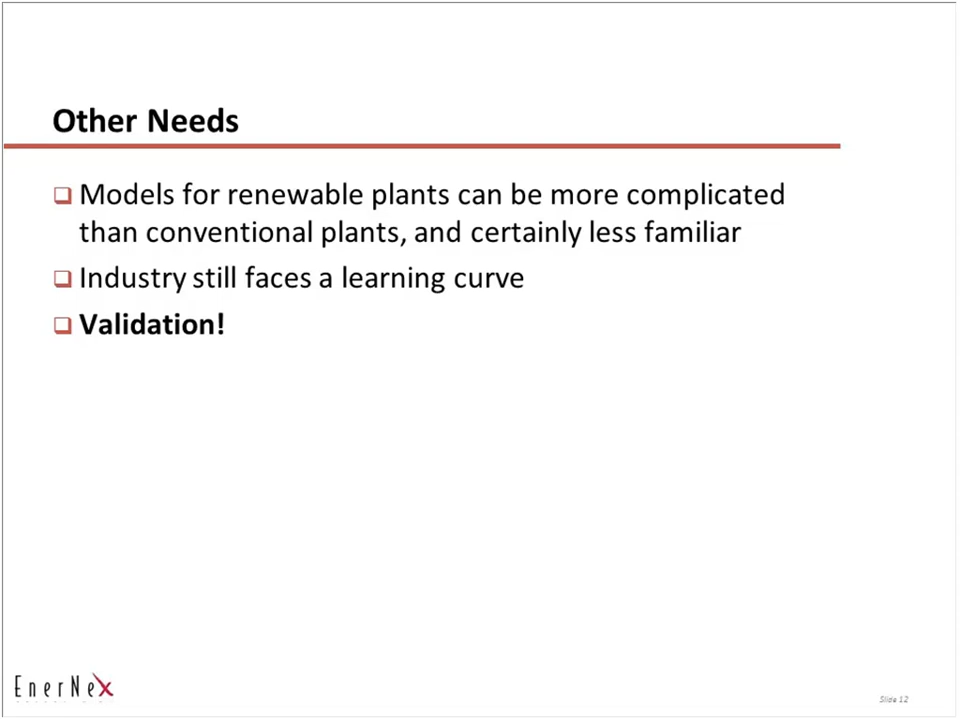 Other Needs
Models for renewable plants can be more complicated
than conventional plants, and certainly less familiar
Industry still faces a learning curve
Validation!
EnerNex
Slide 12